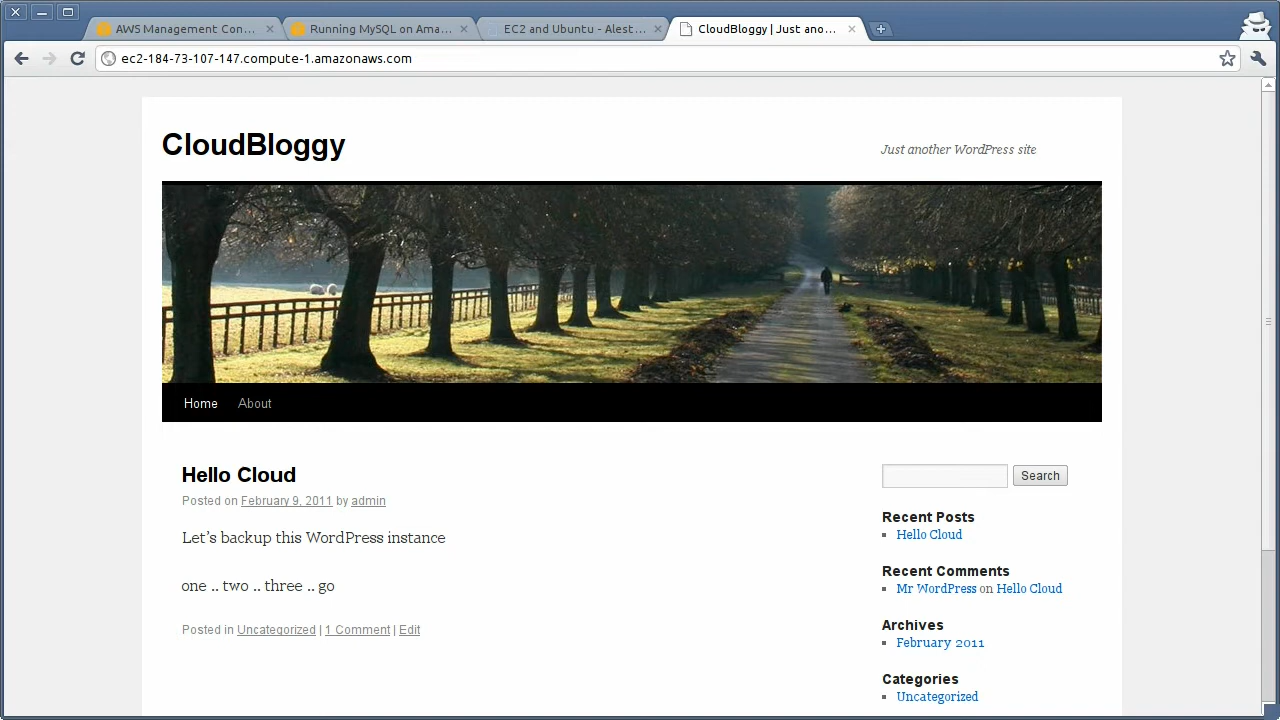 AWS Management Con...
Running MySQL on Ama...
EC2 and Ubuntu - Alest...
CloudBloggy | Just ano...
ec2-184-73-107-147.compute-1.amazonaws.com
CloudBloggy
Just another WordPress site
Home About
Hello Cloud
Posted on February 9, 2011 by admin
Let’s backup this WordPress instance
one .. two .. three .. go
Posted in Uncategorized | 1 Comment | Edit
Search
Recent Posts
Hello Cloud
Recent Comments
Mr WordPress on Hello Cloud
Archives
February 2011
Categories
Uncategorized